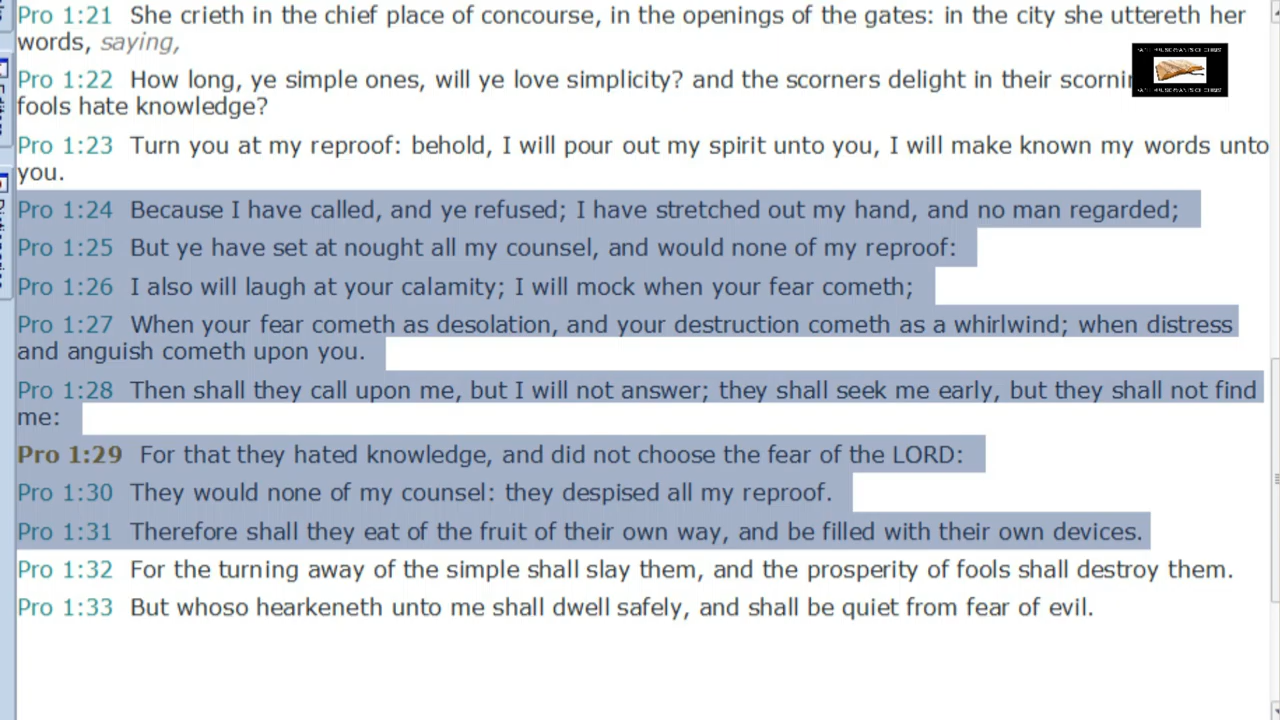 Pro 1:21 She crieth in the chief place of concourse, in the openings of the gates: in the city she uttereth her
words, saying,
Pro 1:22 How long, ye simple ones, will ye love simplicity? and the scorners delight in their
fools hate knowledge?
Pro 1:23 Turn you at my reproof: behold, I will pour out my spirit unto you, I will make known my words unto
you.
Pro 1:24 Because I have called, and ye refused; I have stretched out my hand, and no man regarded;
Pro 1:25 But ye have set at nought all my counsel, and would none of my reproof:
Pro 1:26 I also will laugh at your calamity; I will mock when your fear cometh;
Pro 1:27 When your fear cometh as desolation, and your destruction cometh as a whirlwind; when distress
and anguish cometh upon you.
Pro 1:28 Then shall they call upon me, but I will not answer; they shall seek me early, but they shall not find
me:
Pro 1:29 For that they hated knowledge, and did not choose the fear of the LORD:
Pro 1:30 They would none of my counsel: they despised all my reproof.
Pro 1:31 Therefore shall they eat of the fruit of their own way, and be filled with their own devices.
Pro 1:32 For the turning away of the simple shall slay them, and the prosperity of fools shall destroy them.
Pro 1:33 But whoso hearkeneth unto me shall dwell safely, and shall be quiet from fear of evil.